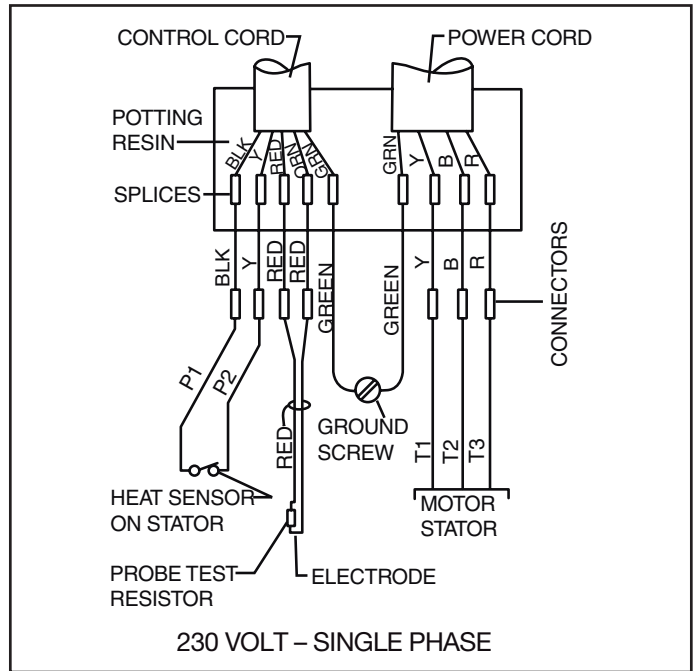 CONTROL CORD
POWER CORD
POTTING
RESIN
BLK
Y
RED
ORN
GRN
GRN
Y
B
R
SPLICES
BLK
Y
RED
RED
GREEN
GREEN
Y
B
R
CONNECTORS
P1
P2
RED
GROUND
SCREW
T1
T2
T3
HEAT SENSOR
ON STATOR
MOTOR
STATOR
PROBE TEST
RESISTOR
ELECTRODE
230 VOLT – SINGLE PHASE